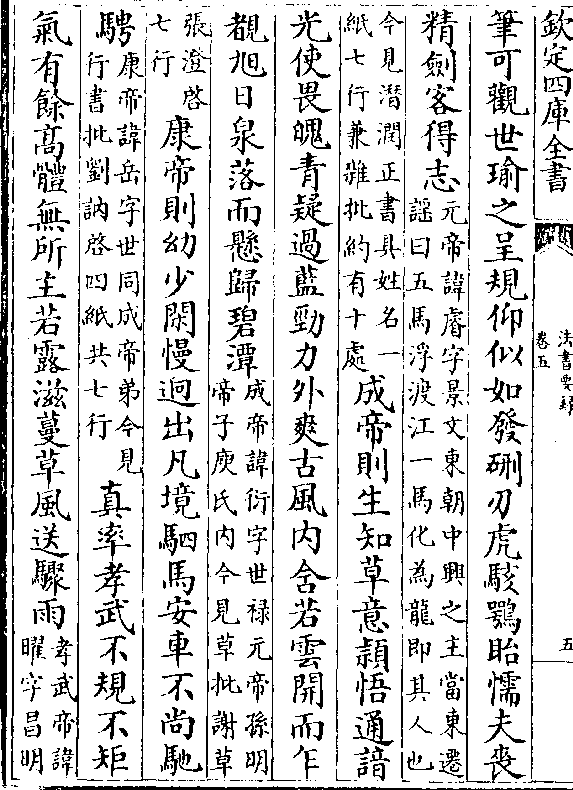 欽定四庫全書
法書要錄
卷五
五
筆可觀世瑜之呈規仰似如發硎刃虎駭鶚眙懦夫喪
精劍客得志
元帝諱睿字景文東朝中興之主當東遷
謡曰五馬浮渡江一馬化為龍即其人也
今見潛潤正書具姓名一
紙七行兼雜批約有十處
成帝則生知草意頴悟通諳
光使畏魄青疑過藍勁力外爽古風内含若雲開而乍
覩旭日泉落而懸歸碧潭
成帝諱衍字世禄元帝孫明
帝子庾氏内今見草批謝草
張澄啓
七行
康帝則幼少閑慢迥出凡境駟馬安車不尚馳
騁
康帝諱岳字世同成帝弟今見
行書批劉訥啓四紙共七行
真率孝武不規不矩
氣有餘高體無所主若露滋蔓草風送驟雨
孝武帝諱
曜字昌明